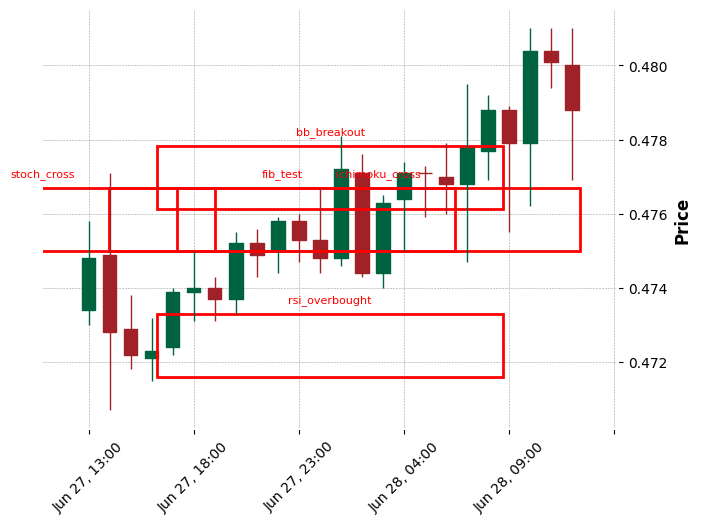 bb_breakout
stoch_cross
fib_test
ichimoku_cross
rsi_overbought
0.480
0.478
0.476
0.474
0.472
Price
Jun 27, 13:00
Jun 27, 18:00
Jun 27, 23:00
Jun 28, 04:00
Jun 28, 09:00